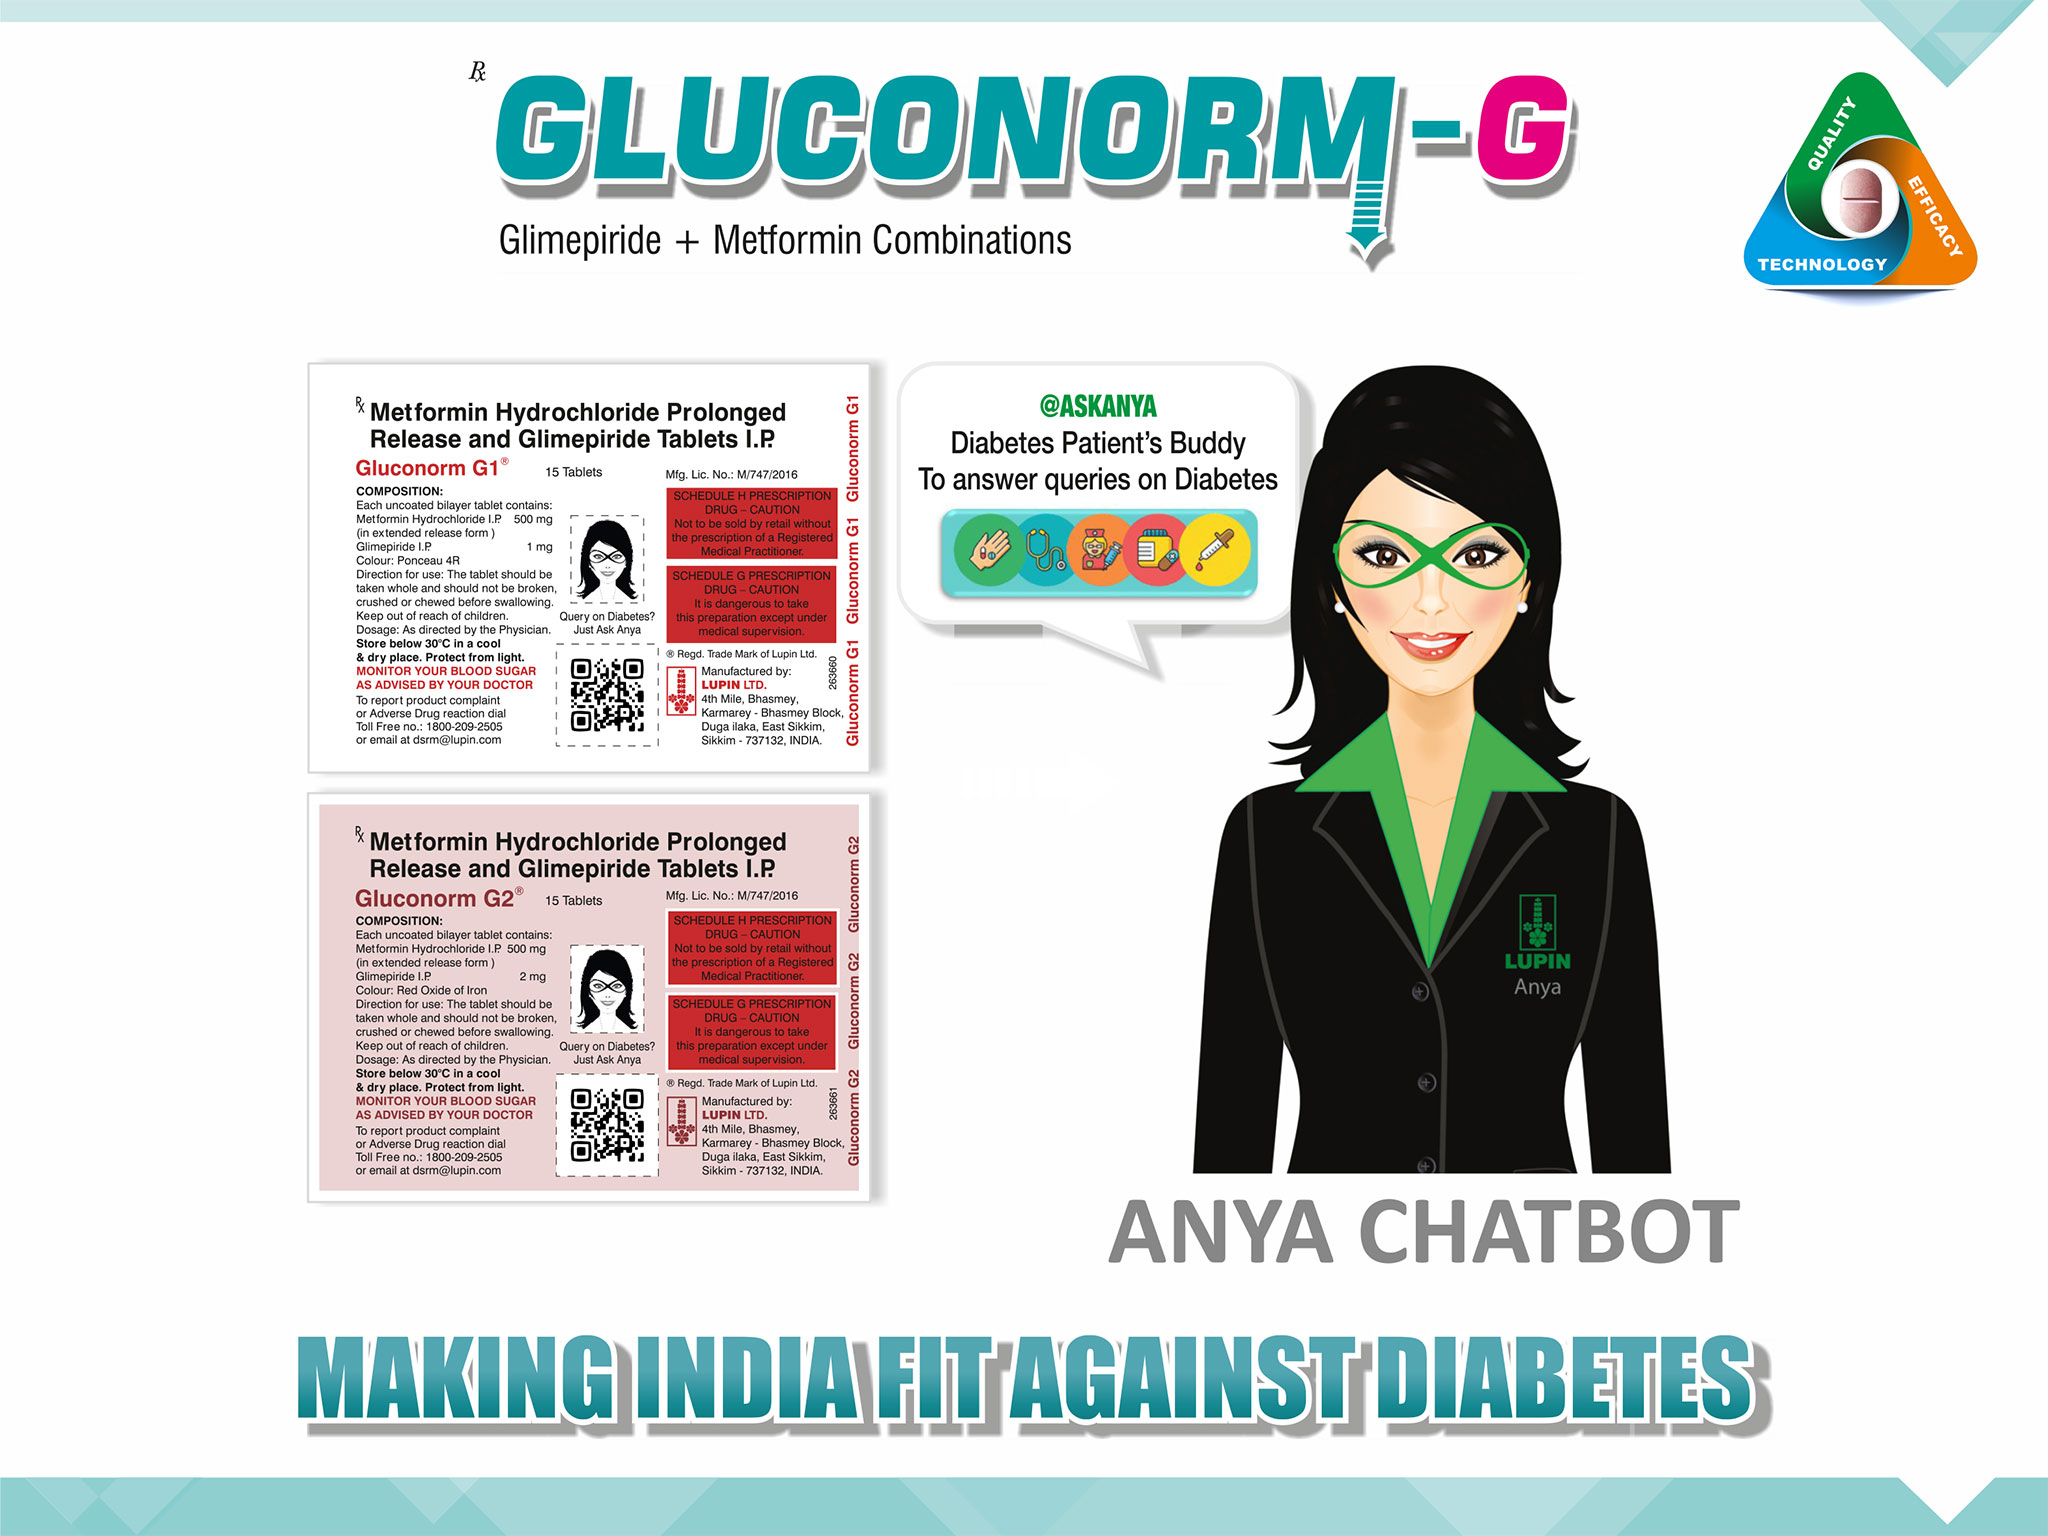 Rx GLUCONORM-G
Glimepiride + Metformin Combinations
QUALITY
EFFICACY
TECHNOLOGY
Rx Metformin Hydrochloride Prolonged
Release and Glimepiride Tablets I.P.
Gluconorm G1®
15 Tablets
Mfg. Lic. No.: M/747/2016
COMPOSITION:
Each uncoated bilayer tablet contains:
Metformin Hydrochloride I.P. 500 mg
(in extended release form )
Glimepiride I.P. 1 mg
Colour: Ponceau 4R
Direction for use: The tablet should be
taken whole and should not be broken,
crushed or chewed before swallowing.
Keep out of reach of children.
Dosage: As directed by the Physician.
Store below 30°C in a cool
& dry place. Protect from light.
MONITOR YOUR BLOOD SUGAR
AS ADVISED BY YOUR DOCTOR
To report product complaint
or Adverse Drug reaction dial
Toll Free no.: 1800-209-2505
or email at dsrm@lupin.com
Query on Diabetes?
Just Ask Anya
SCHEDULE H PRESCRIPTION
DRUG – CAUTION
Not to be sold by retail without
the prescription of a Registered
Medical Practitioner.
SCHEDULE G PRESCRIPTION
DRUG – CAUTION
It is dangerous to take
this preparation except under
medical supervision.
® Regd. Trade Mark of Lupin Ltd.
Manufactured by:
LUPIN LTD.
4th Mile, Bhasmey,
Karmarey - Bhasmey Block,
Duga ilaka, East Sikkim,
Sikkim - 737132, INDIA.
263660
Gluconorm G1 Gluconorm G1 Gluconorm G1
@ASKANYA
Diabetes Patient's Buddy
To answer queries on Diabetes
LUPIN
Anya
Rx Metformin Hydrochloride Prolonged
Release and Glimepiride Tablets I.P.
Gluconorm G2®
15 Tablets
Mfg. Lic. No.: M/747/2016
COMPOSITION:
Each uncoated bilayer tablet contains:
Metformin Hydrochloride I.P. 500 mg
(in extended release form )
Glimepiride I.P. 2 mg
Colour: Red Oxide of Iron
Direction for use: The tablet should be
taken whole and should not be broken,
crushed or chewed before swallowing.
Keep out of reach of children.
Dosage: As directed by the Physician.
Store below 30°C in a cool
& dry place. Protect from light.
MONITOR YOUR BLOOD SUGAR
AS ADVISED BY YOUR DOCTOR
To report product complaint
or Adverse Drug reaction dial
Toll Free no.: 1800-209-2505
or email at dsrm@lupin.com
Query on Diabetes?
Just Ask Anya
SCHEDULE H PRESCRIPTION
DRUG – CAUTION
Not to be sold by retail without
the prescription of a Registered
Medical Practitioner.
SCHEDULE G PRESCRIPTION
DRUG – CAUTION
It is dangerous to take
this preparation except under
medical supervision.
® Regd. Trade Mark of Lupin Ltd.
Manufactured by:
LUPIN LTD.
4th Mile, Bhasmey,
Karmarey - Bhasmey Block,
Duga ilaka, East Sikkim,
Sikkim - 737132, INDIA.
263661
Gluconorm G2 Gluconorm G2 Gluconorm G2
ANYA CHATBOT
MAKING INDIA FIT AGAINST DIABETES